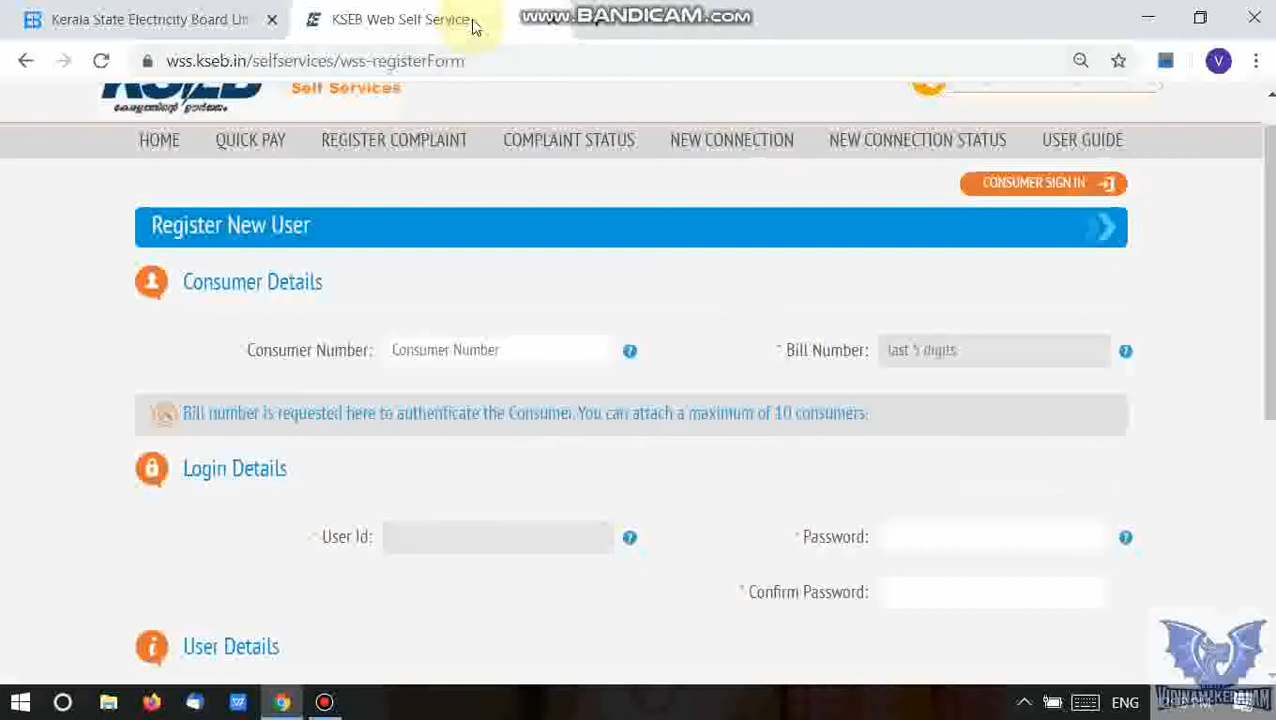 Kerala State Electricity Board Lin
KSEB Web Self Service
www.BANDICAM.com
wss.kseb.in/selfservices/wss-registerForm
V
Self Services
കേരളത്തിന്റെ ഊർജ്ജം
HOME QUICK PAY REGISTER COMPLAINT COMPLAINT STATUS NEW CONNECTION NEW CONNECTION STATUS USER GUIDE
CONSUMER SIGN IN
Register New User
Consumer Details
Consumer Number: Consumer Number ? * Bill Number: last 5 digits ?
Bill number is requested here to authenticate the Consumer. You can attach a maximum of 10 consumers.
Login Details
* User Id: ? * Password: ?
* Confirm Password:
User Details
ENG